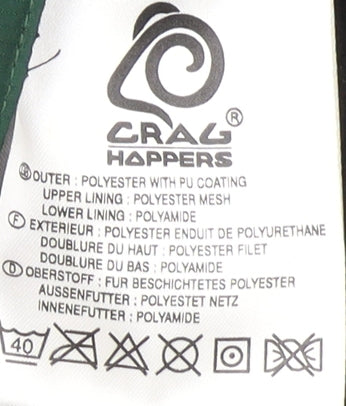 CRAG®
HOPPERS
GB OUTER : POLYESTER WITH PU COATING
UPPER LINING : POLYESTER MESH
LOWER LINING : POLYAMIDE
F EXTERIEUR : POLYESTER ENDUIT DE POLYURETHANE
DOUBLURE DU HAUT : POLYESTER FILET
DOUBLURE DU BAS : POLYAMIDE
D OBERSTOFF : FUR BESCHICHTETES POLYESTER
AUSSENFUTTER : POLYESTET NETZ
INNENEFUTTER : POLYAMIDE
40